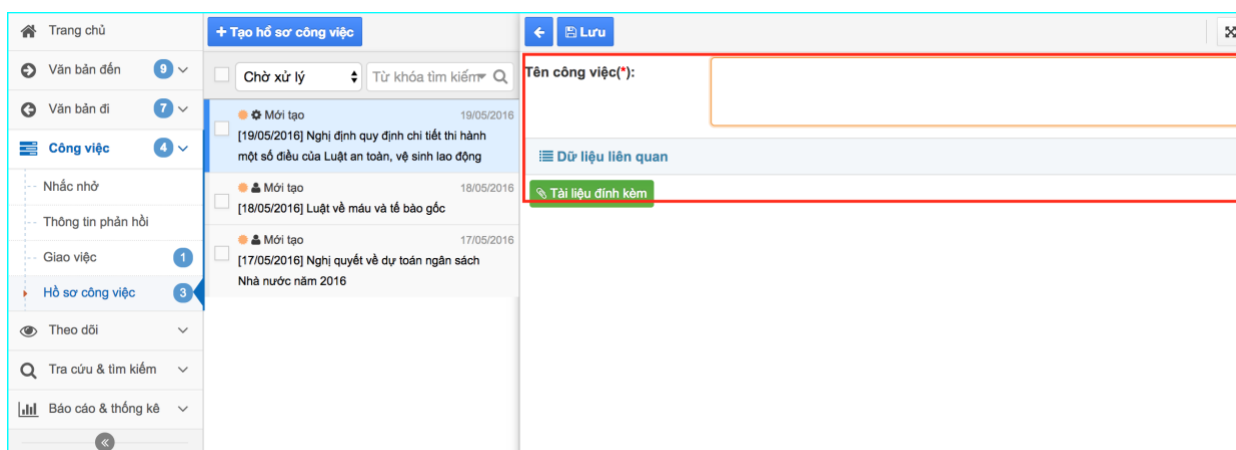 Trang chủ
Văn bản đến 9
Văn bản đi 7
Công việc 4
Nhắc nhở
Thông tin phản hồi
Giao việc 1
Hồ sơ công việc 3
Theo dõi
Tra cứu & tìm kiếm
Báo cáo & thống kê
+ Tạo hồ sơ công việc
Chờ xử lý Từ khóa tìm kiếm
Mới tạo 19/05/2016
[19/05/2016] Nghị định quy định chi tiết thi hành
một số điều của Luật an toàn, vệ sinh lao động
Mới tạo 18/05/2016
[18/05/2016] Luật về máu và tế bào gốc
Mới tạo 17/05/2016
[17/05/2016] Nghị quyết về dự toán ngân sách
Nhà nước năm 2016
Lưu
Tên công việc(*):
Dữ liệu liên quan
Tài liệu đính kèm